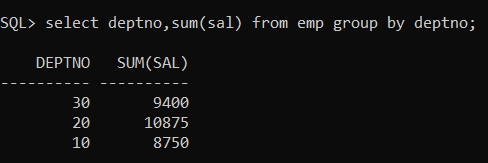 SQL> select deptno,sum(sal) from emp group by deptno;
DEPTNO SUM(SAL)
---------- ----------
30 9400
20 10875
10 8750